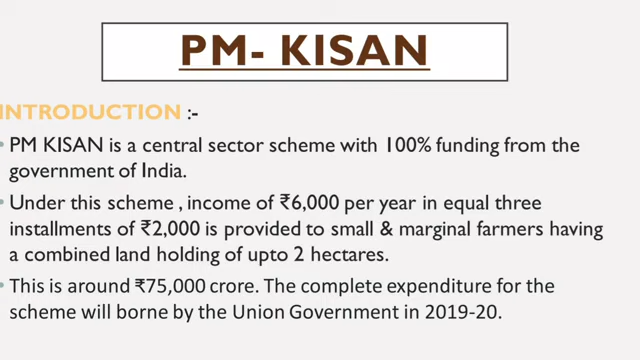 PM- KISAN
INTRODUCTION :-
• PM KISAN is a central sector scheme with 100% funding from the
government of India.
• Under this scheme , income of ₹6,000 per year in equal three
installments of ₹2,000 is provided to small & marginal farmers having
a combined land holding of upto 2 hectares.
• This is around ₹75,000 crore. The complete expenditure for the
scheme will borne by the Union Government in 2019-20.